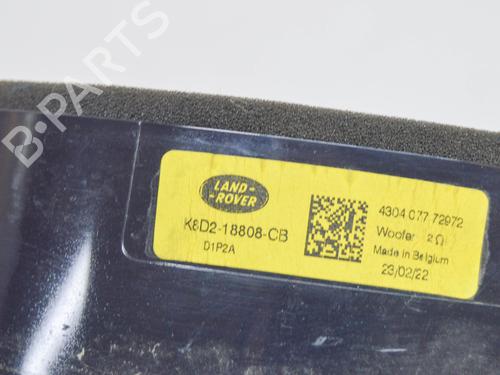 B-PARTS
LAND-
ROVER
K8D2-18808-CB
D1P2A
4304 077 72972
Woofer 2Ω
Made in Belgium
23/02/22